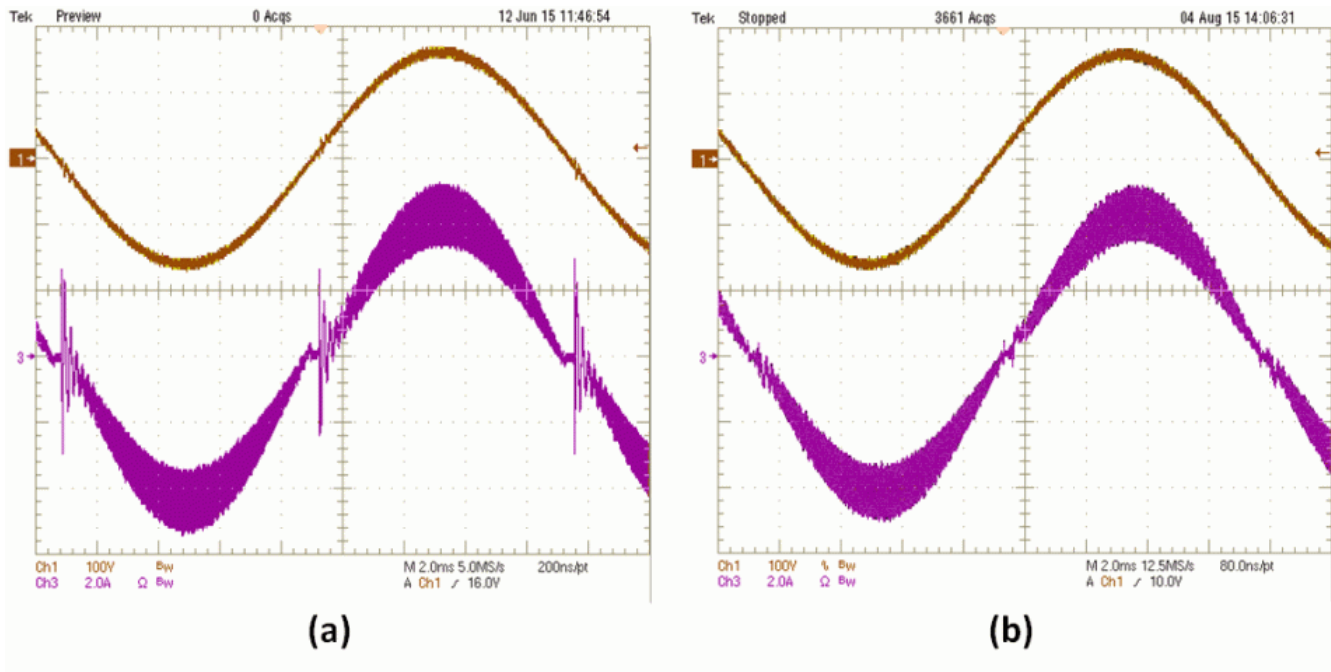 Tek Preview 0 Acqs 12 Jun 15 11:46:54
1
3
Ch1 100V Bw
Ch3 2.0A Ω Bw
M 2.0ms 5.0MS/s 200ns/pt
A Ch1 ∕ 16.0V
(a)
Tek Stopped 3661 Acqs 04 Aug 15 14:06:31
1
3
Ch1 100V % Bw
Ch3 2.0A Ω Bw
M 2.0ms 12.5MS/s 80.0ns/pt
A Ch1 ∕ 10.0V
(b)